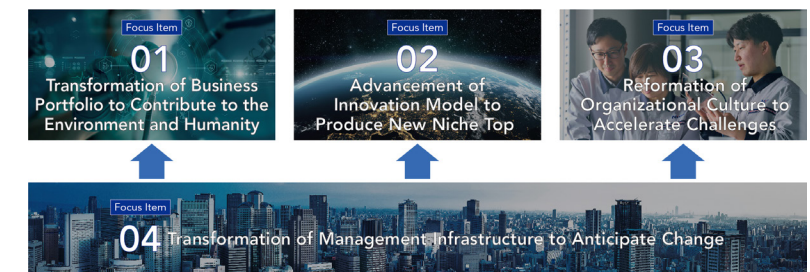 Focus Item
01
Transformation of Business
Portfolio to Contribute to the
Environment and Humanity
Focus Item
02
Advancement of
Innovation Model to
Produce New Niche Top
Focus Item
03
Reformation of
Organizational Culture to
Accelerate Challenges
Focus Item
04 Transformation of Management Infrastructure to Anticipate Change